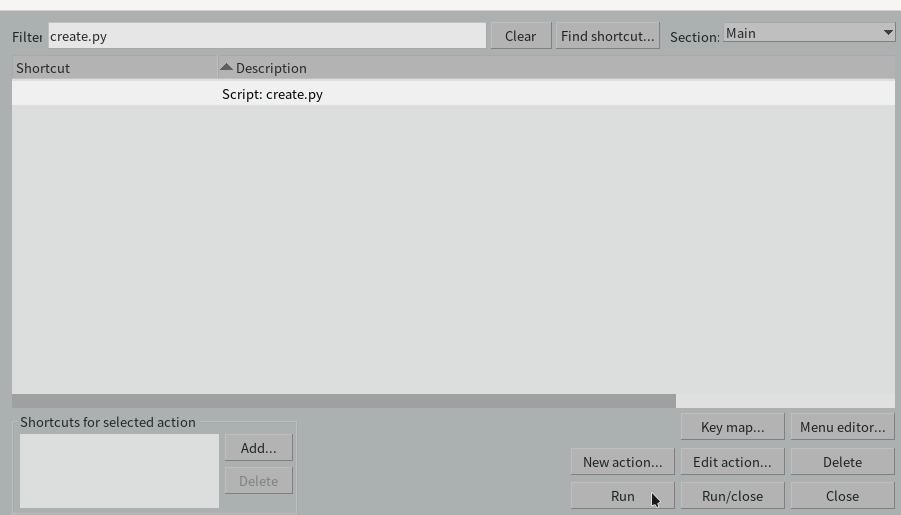 Filter create.py Clear Find shortcut... Section: Main
Shortcut Description
Script: create.py
Shortcuts for selected action
Key map... Menu editor...
Add...
New action... Edit action... Delete
Delete
Run Run/close Close